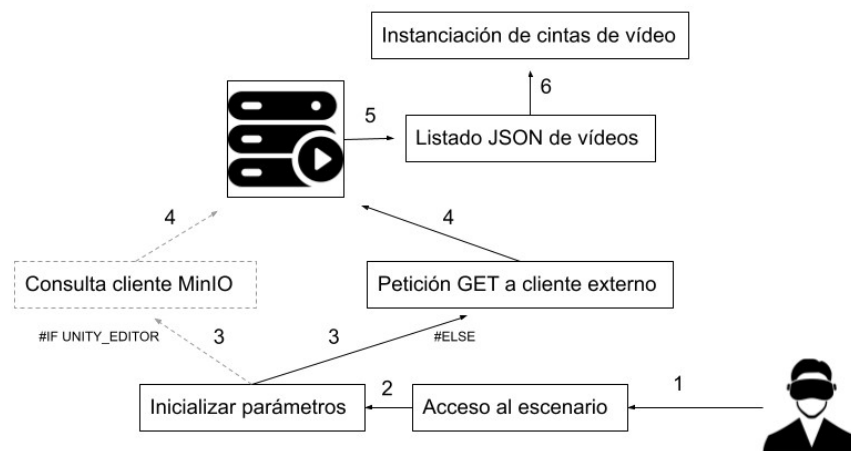 Instanciación de cintas de vídeo
6
5
Listado JSON de vídeos
4
4
Consulta cliente MinIO
Petición GET a cliente externo
#IF UNITY_EDITOR
3
3
#ELSE
1
2
Inicializar parámetros
Acceso al escenario